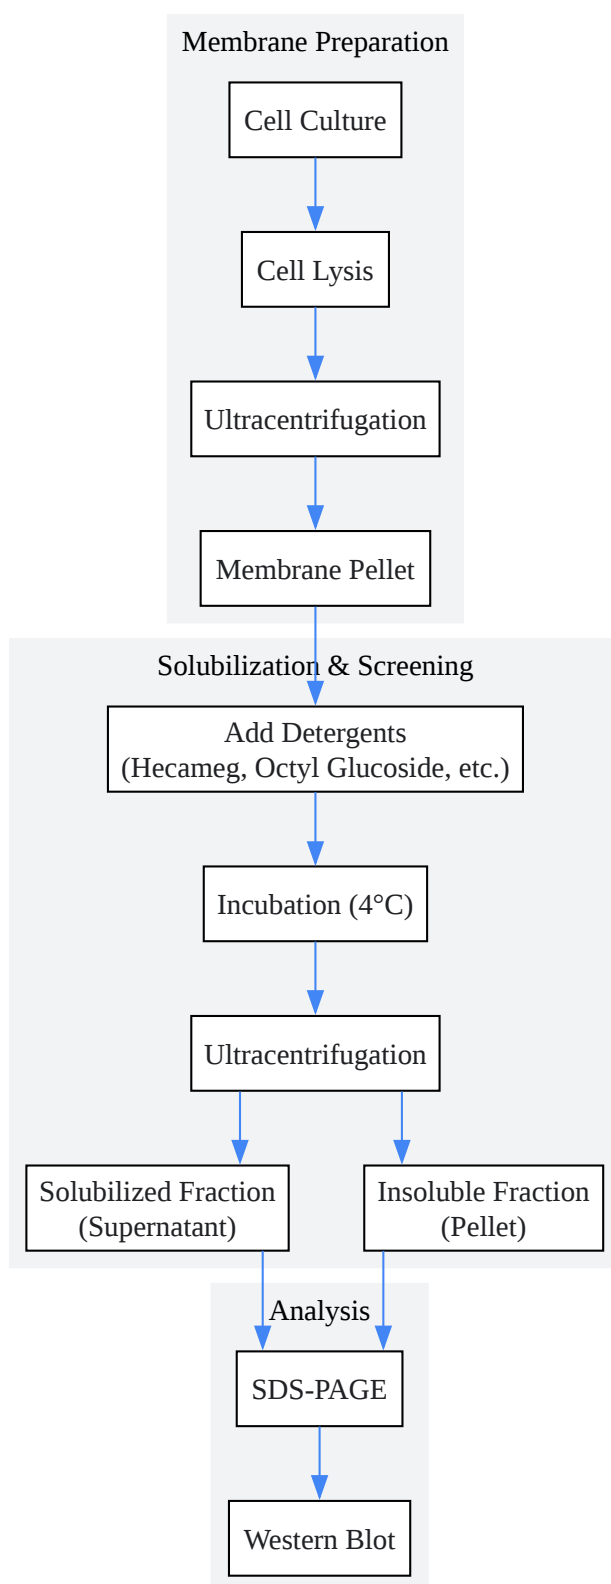 Membrane Preparation
Cell Culture
Cell Lysis
Ultracentrifugation
Membrane Pellet
Solubilization & Screening
Add Detergents
(Hecameg, Octyl Glucoside, etc.)
Incubation (4°C)
Ultracentrifugation
Solubilized Fraction
(Supernatant)
Insoluble Fraction
(Pellet)
Analysis
SDS-PAGE
Western Blot